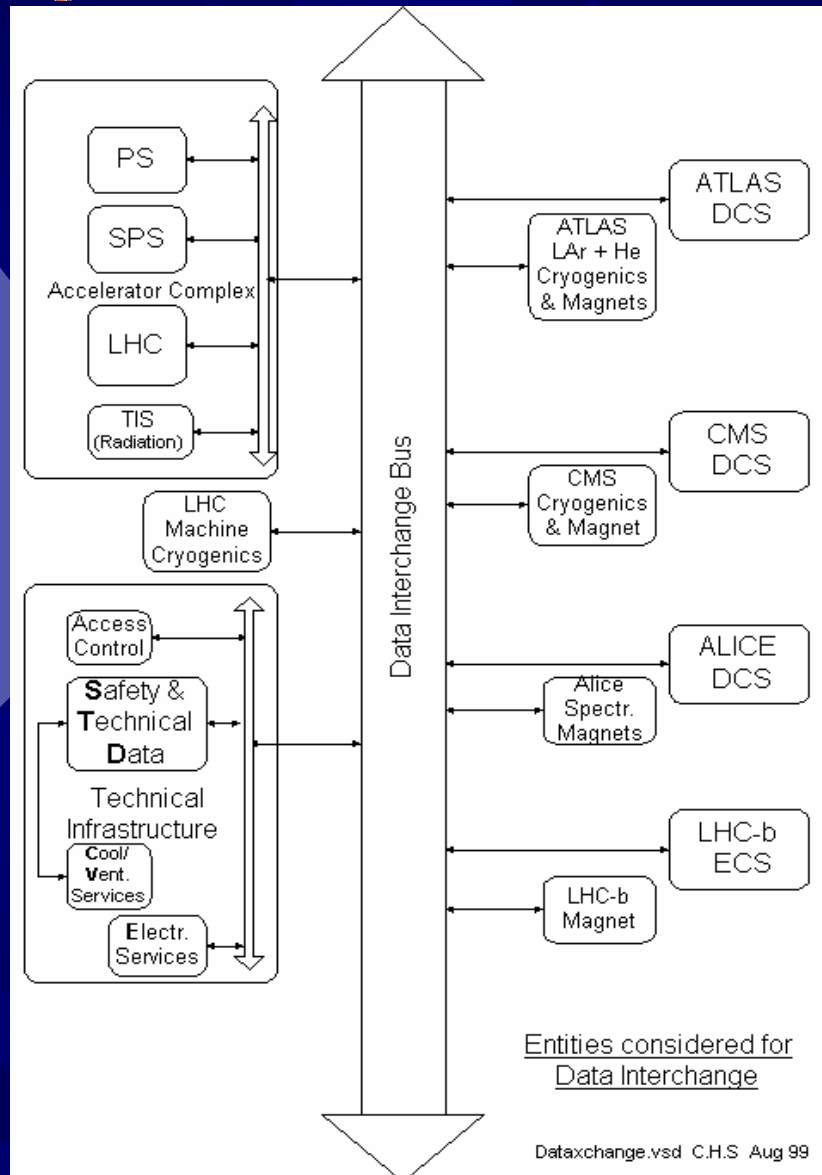 PS
SPS
Accelerator Complex
LHC
TIS
(Radiation)
LHC
Machine
Cryogenics
Access
Control
Safety &
Technical
Data
Technical
Infrastructure
Cool/
Vent.
Services
Electr.
Services
Data Interchange Bus
ATLAS
DCS
ATLAS
LAr + He
Cryogenics
& Magnets
CMS
DCS
CMS
Cryogenics
& Magnet
ALICE
DCS
Alice
Spectr.
Magnets
LHC-b
ECS
LHC-b
Magnet
Entities considered for
Data Interchange
Dataxchange.vsd C.H.S Aug 99